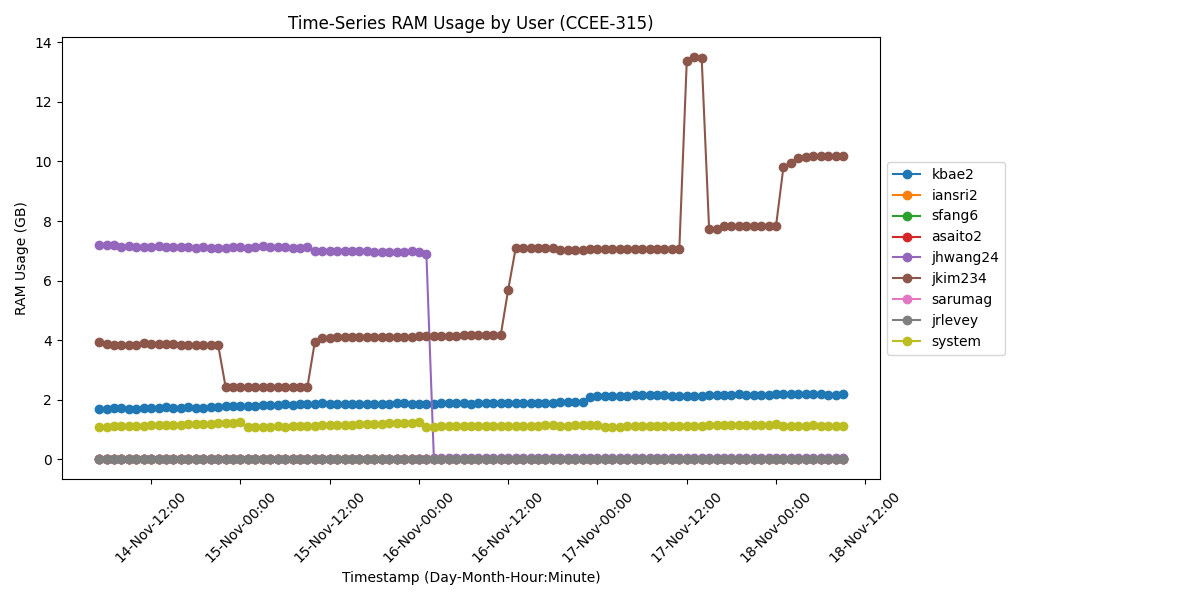 Time-Series RAM Usage by User (CCEE-315)
RAM Usage (GB)
14
12
10
8
6
4
2
0
14-Nov-12:00
15-Nov-00:00
15-Nov-12:00
16-Nov-00:00
16-Nov-12:00
17-Nov-00:00
17-Nov-12:00
18-Nov-00:00
18-Nov-12:00
Timestamp (Day-Month-Hour:Minute)
kbae2
iansri2
sfang6
asaito2
jhwang24
jkim234
sarumag
jrlevey
system